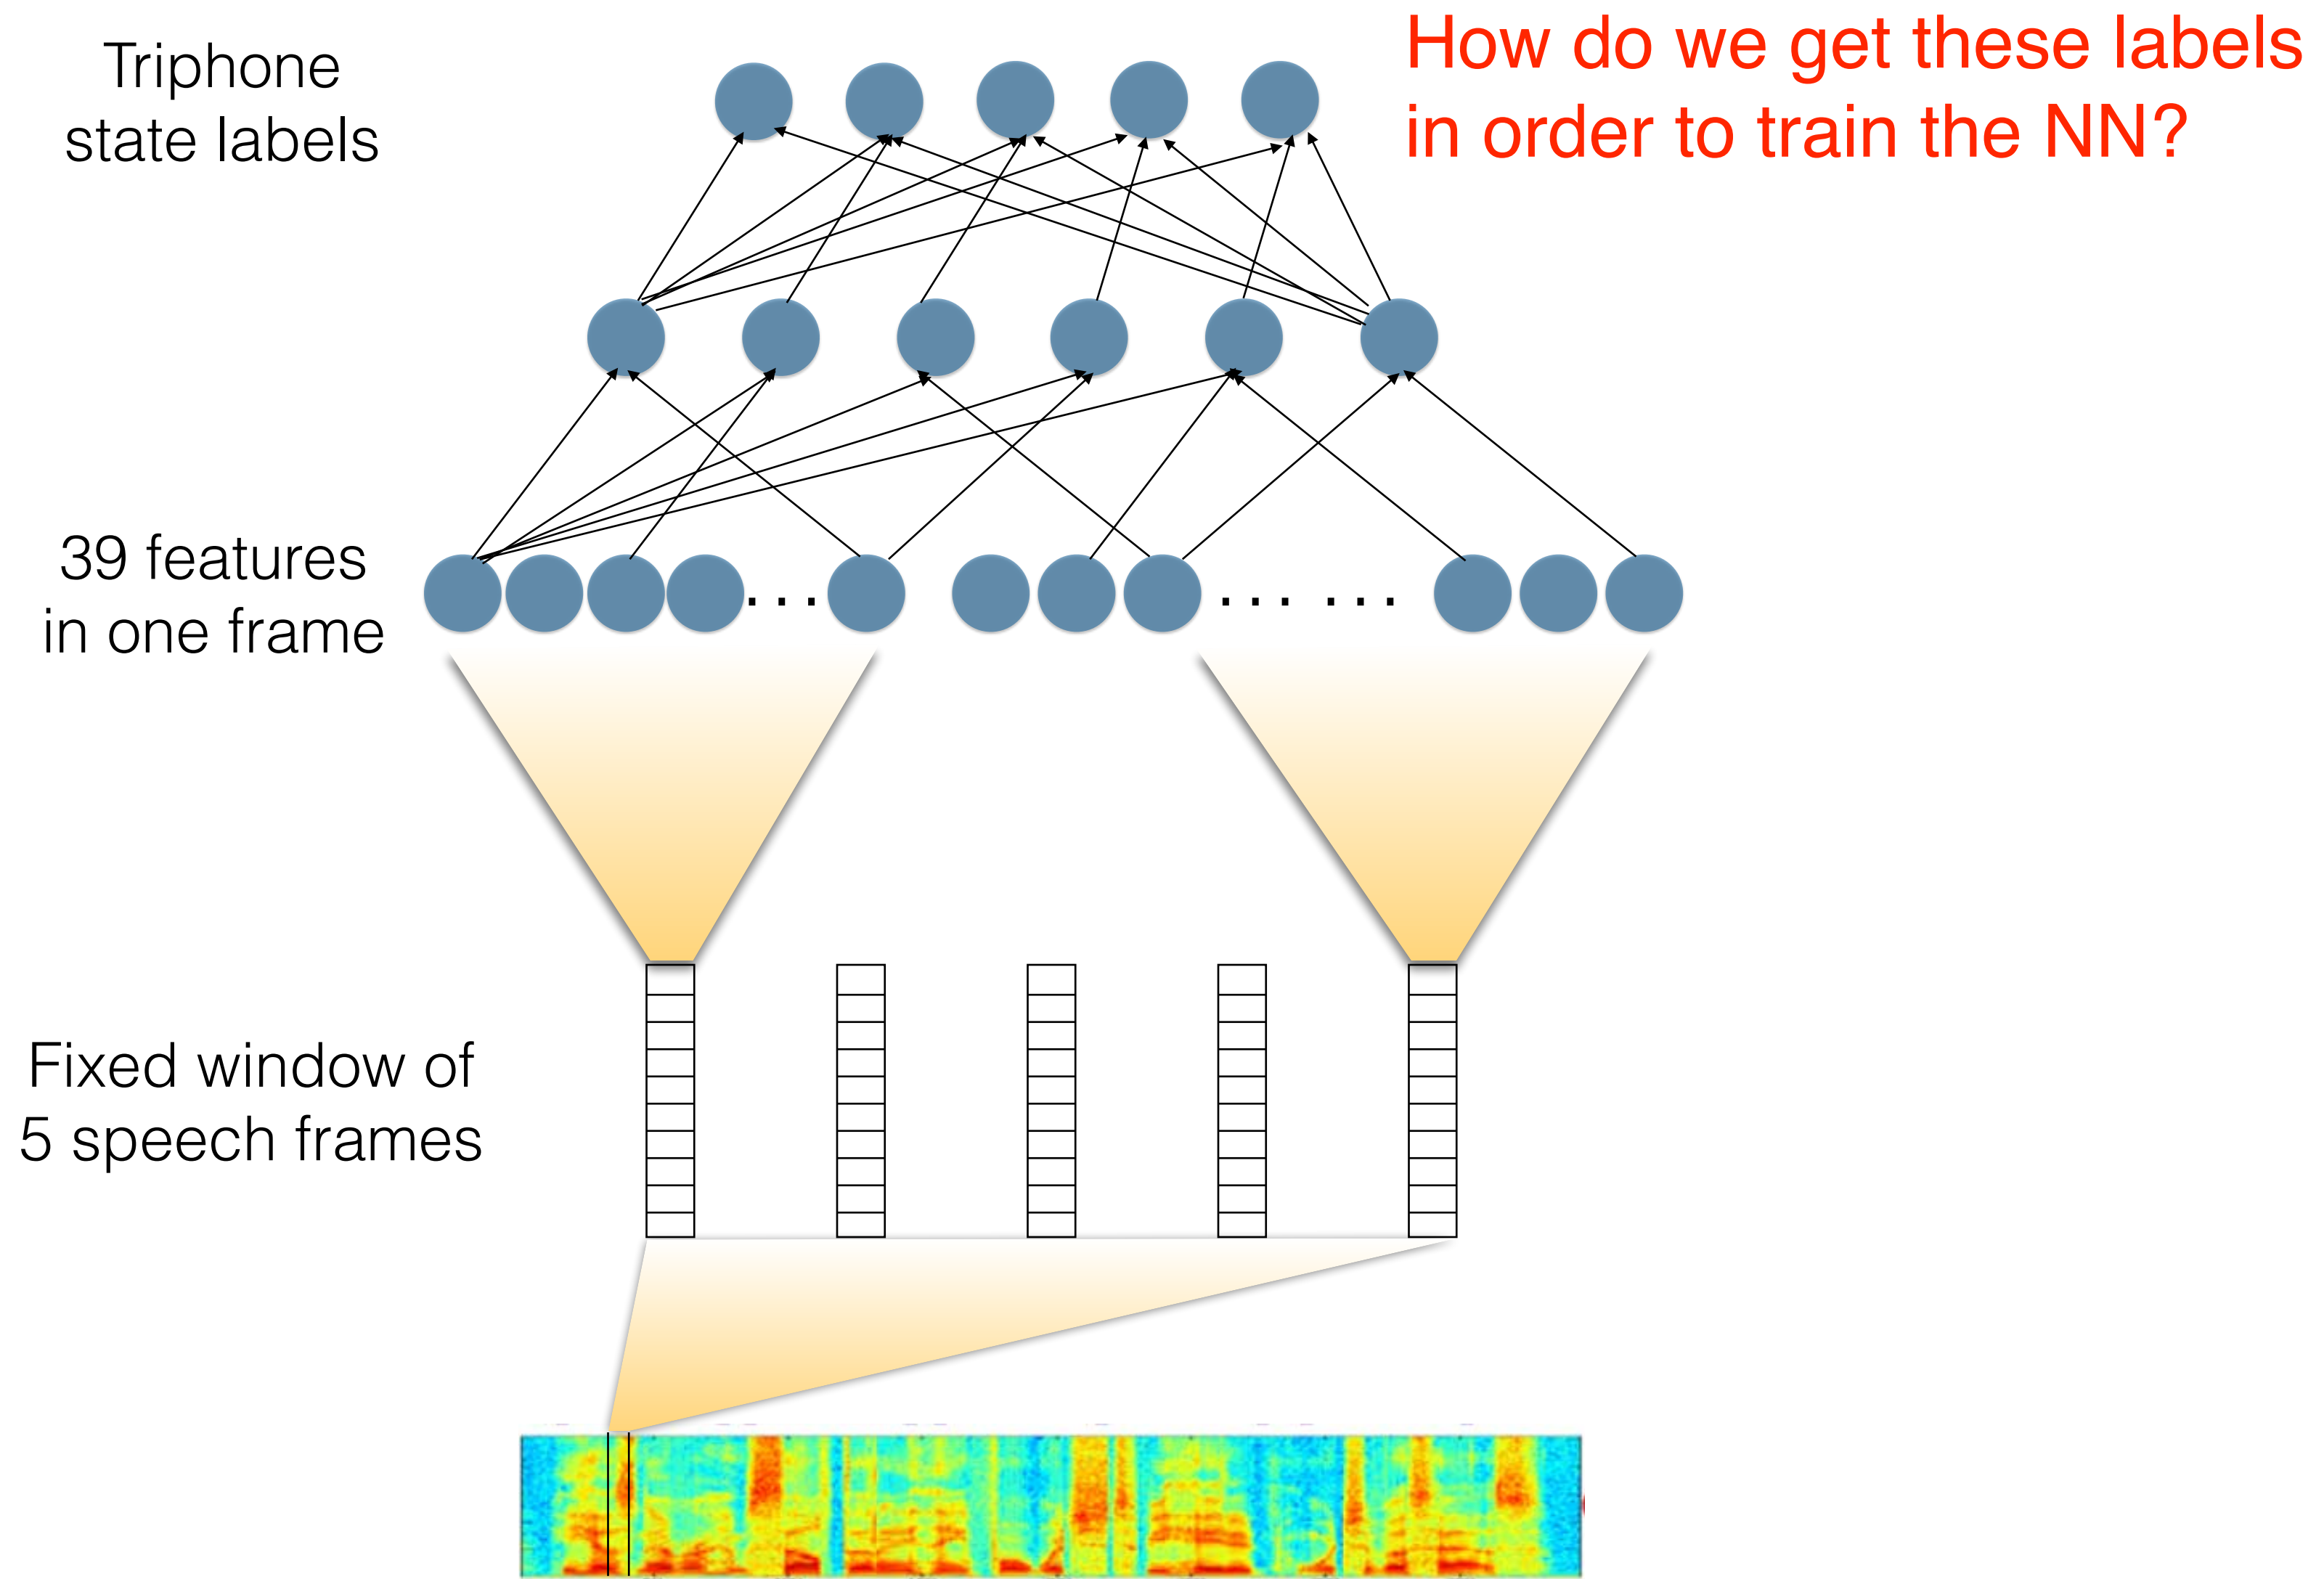 Triphone
state labels
How do we get these labels
in order to train the NN?
39 features
in one frame
Fixed window of
5 speech frames